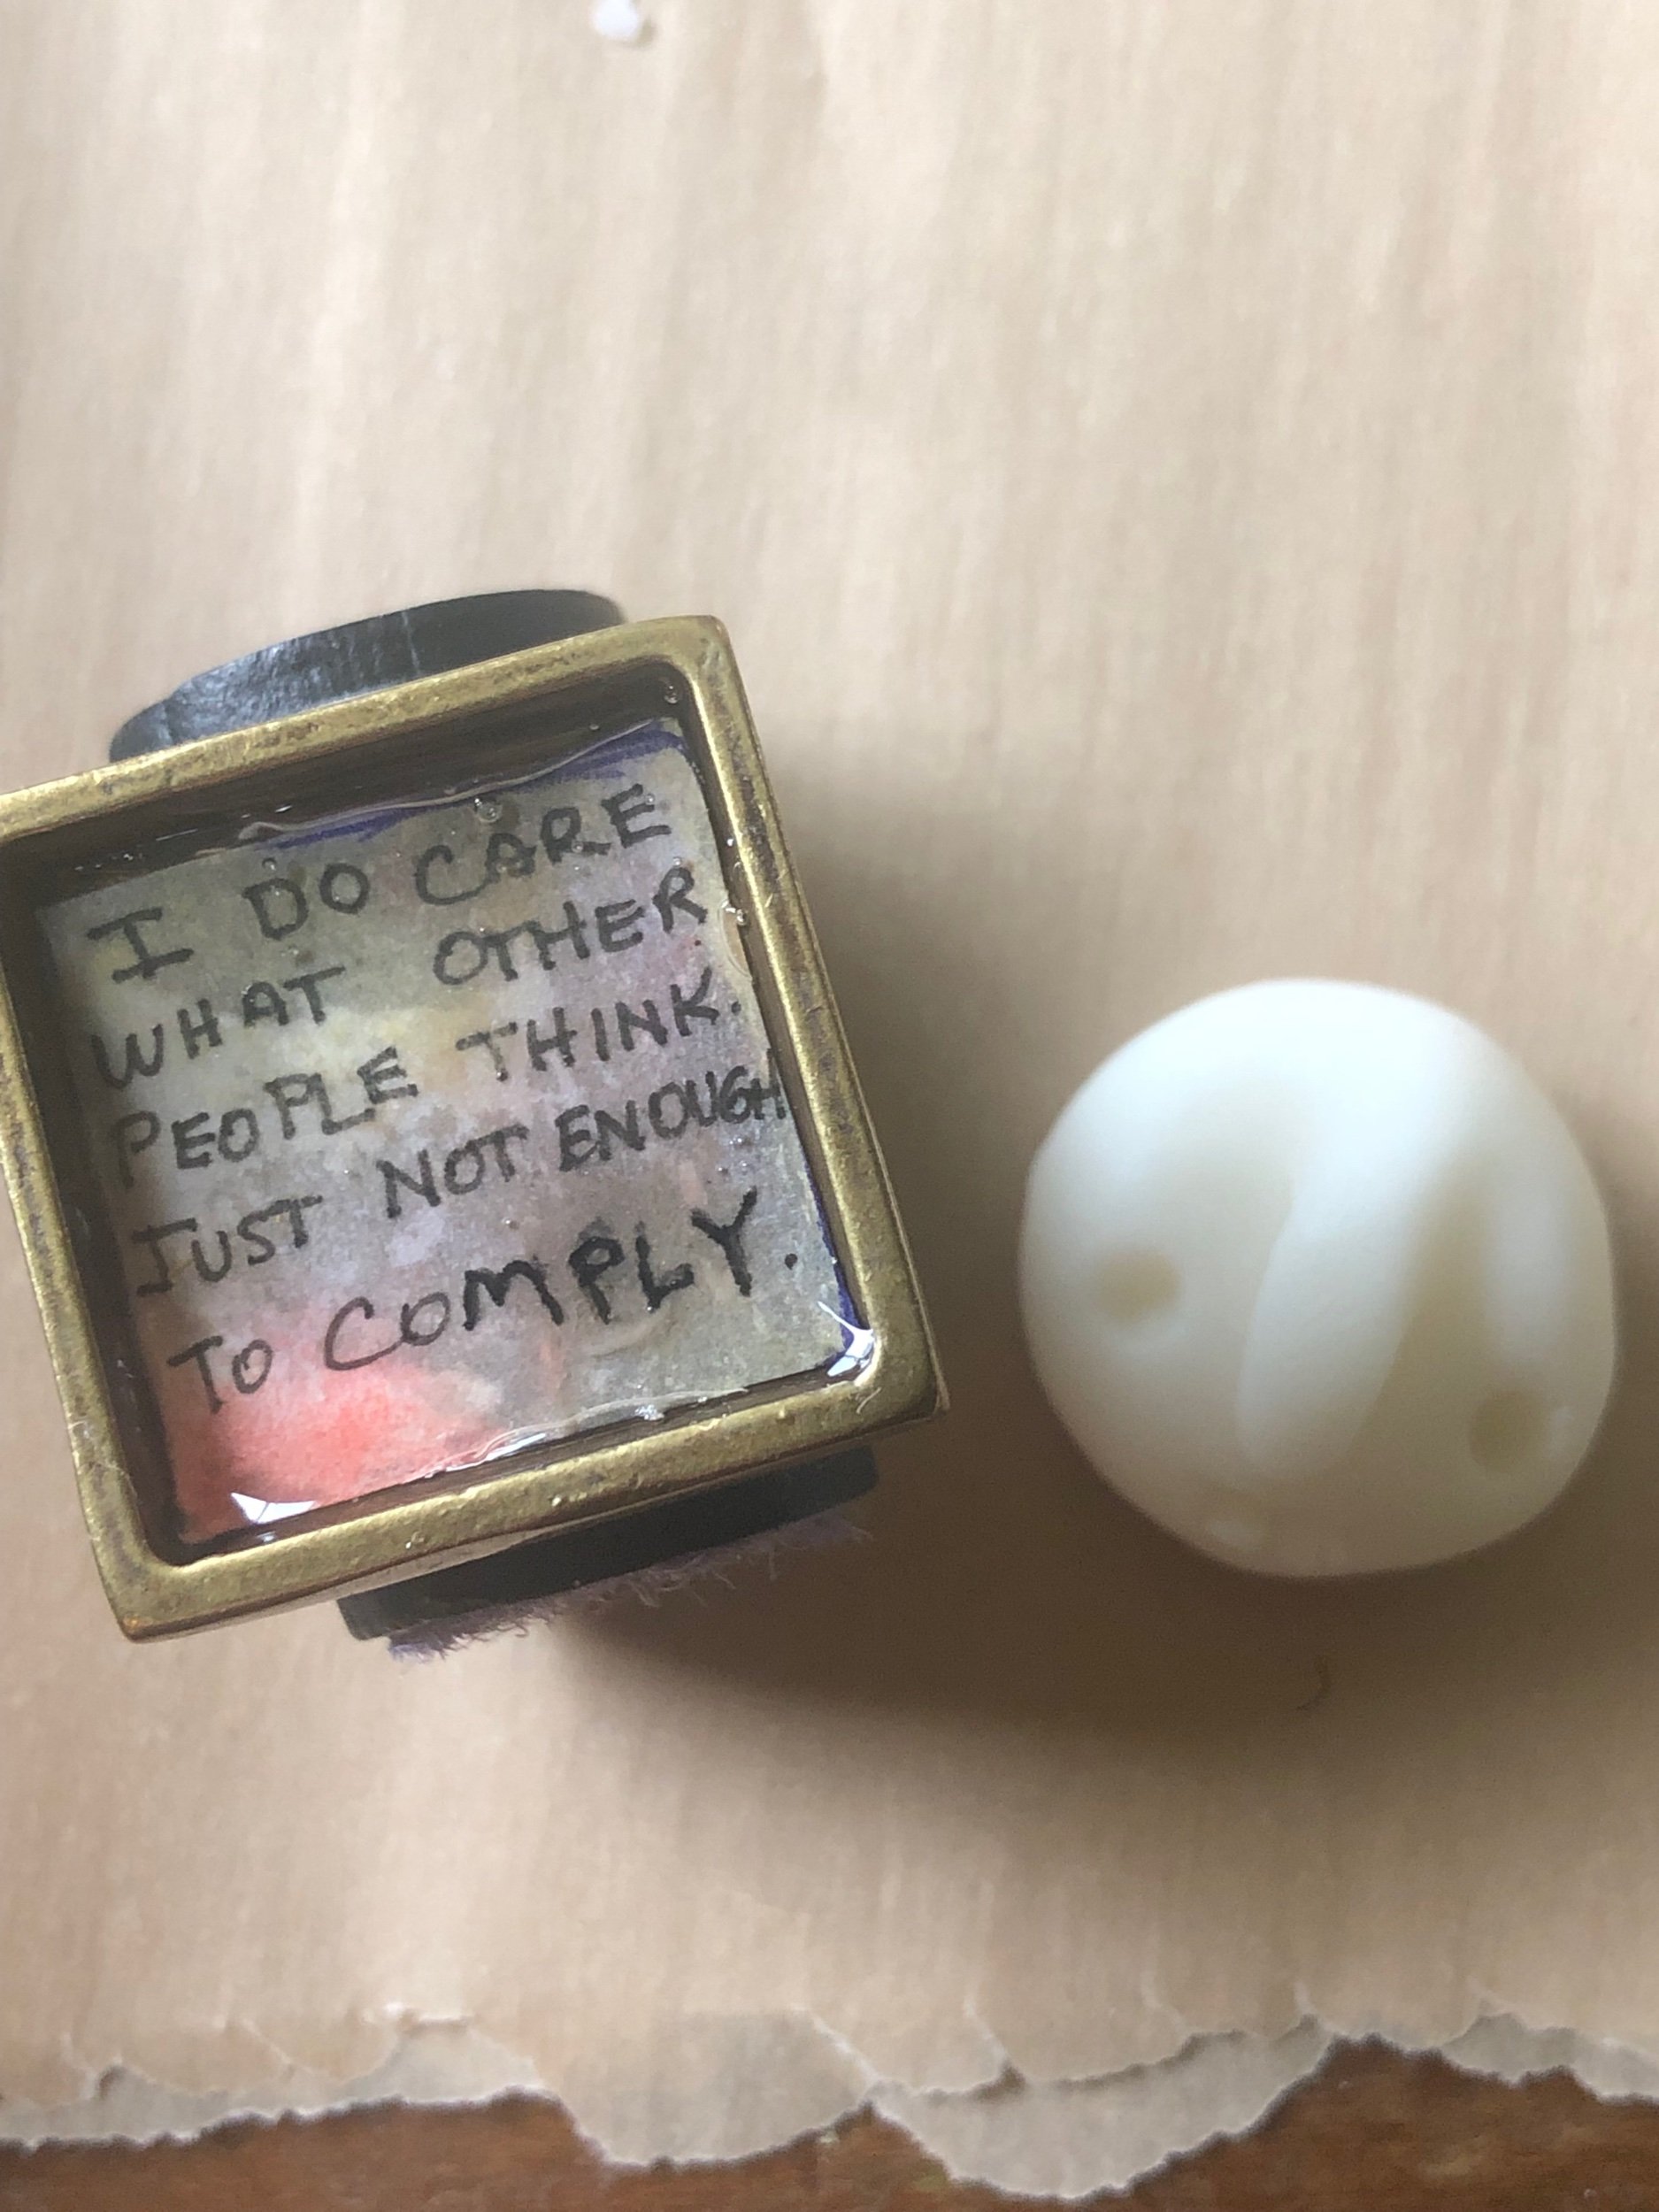 I DO CARE
WHAT OTHER
PEOPLE THINK.
JUST NOT ENOUGH
TO COMPLY.